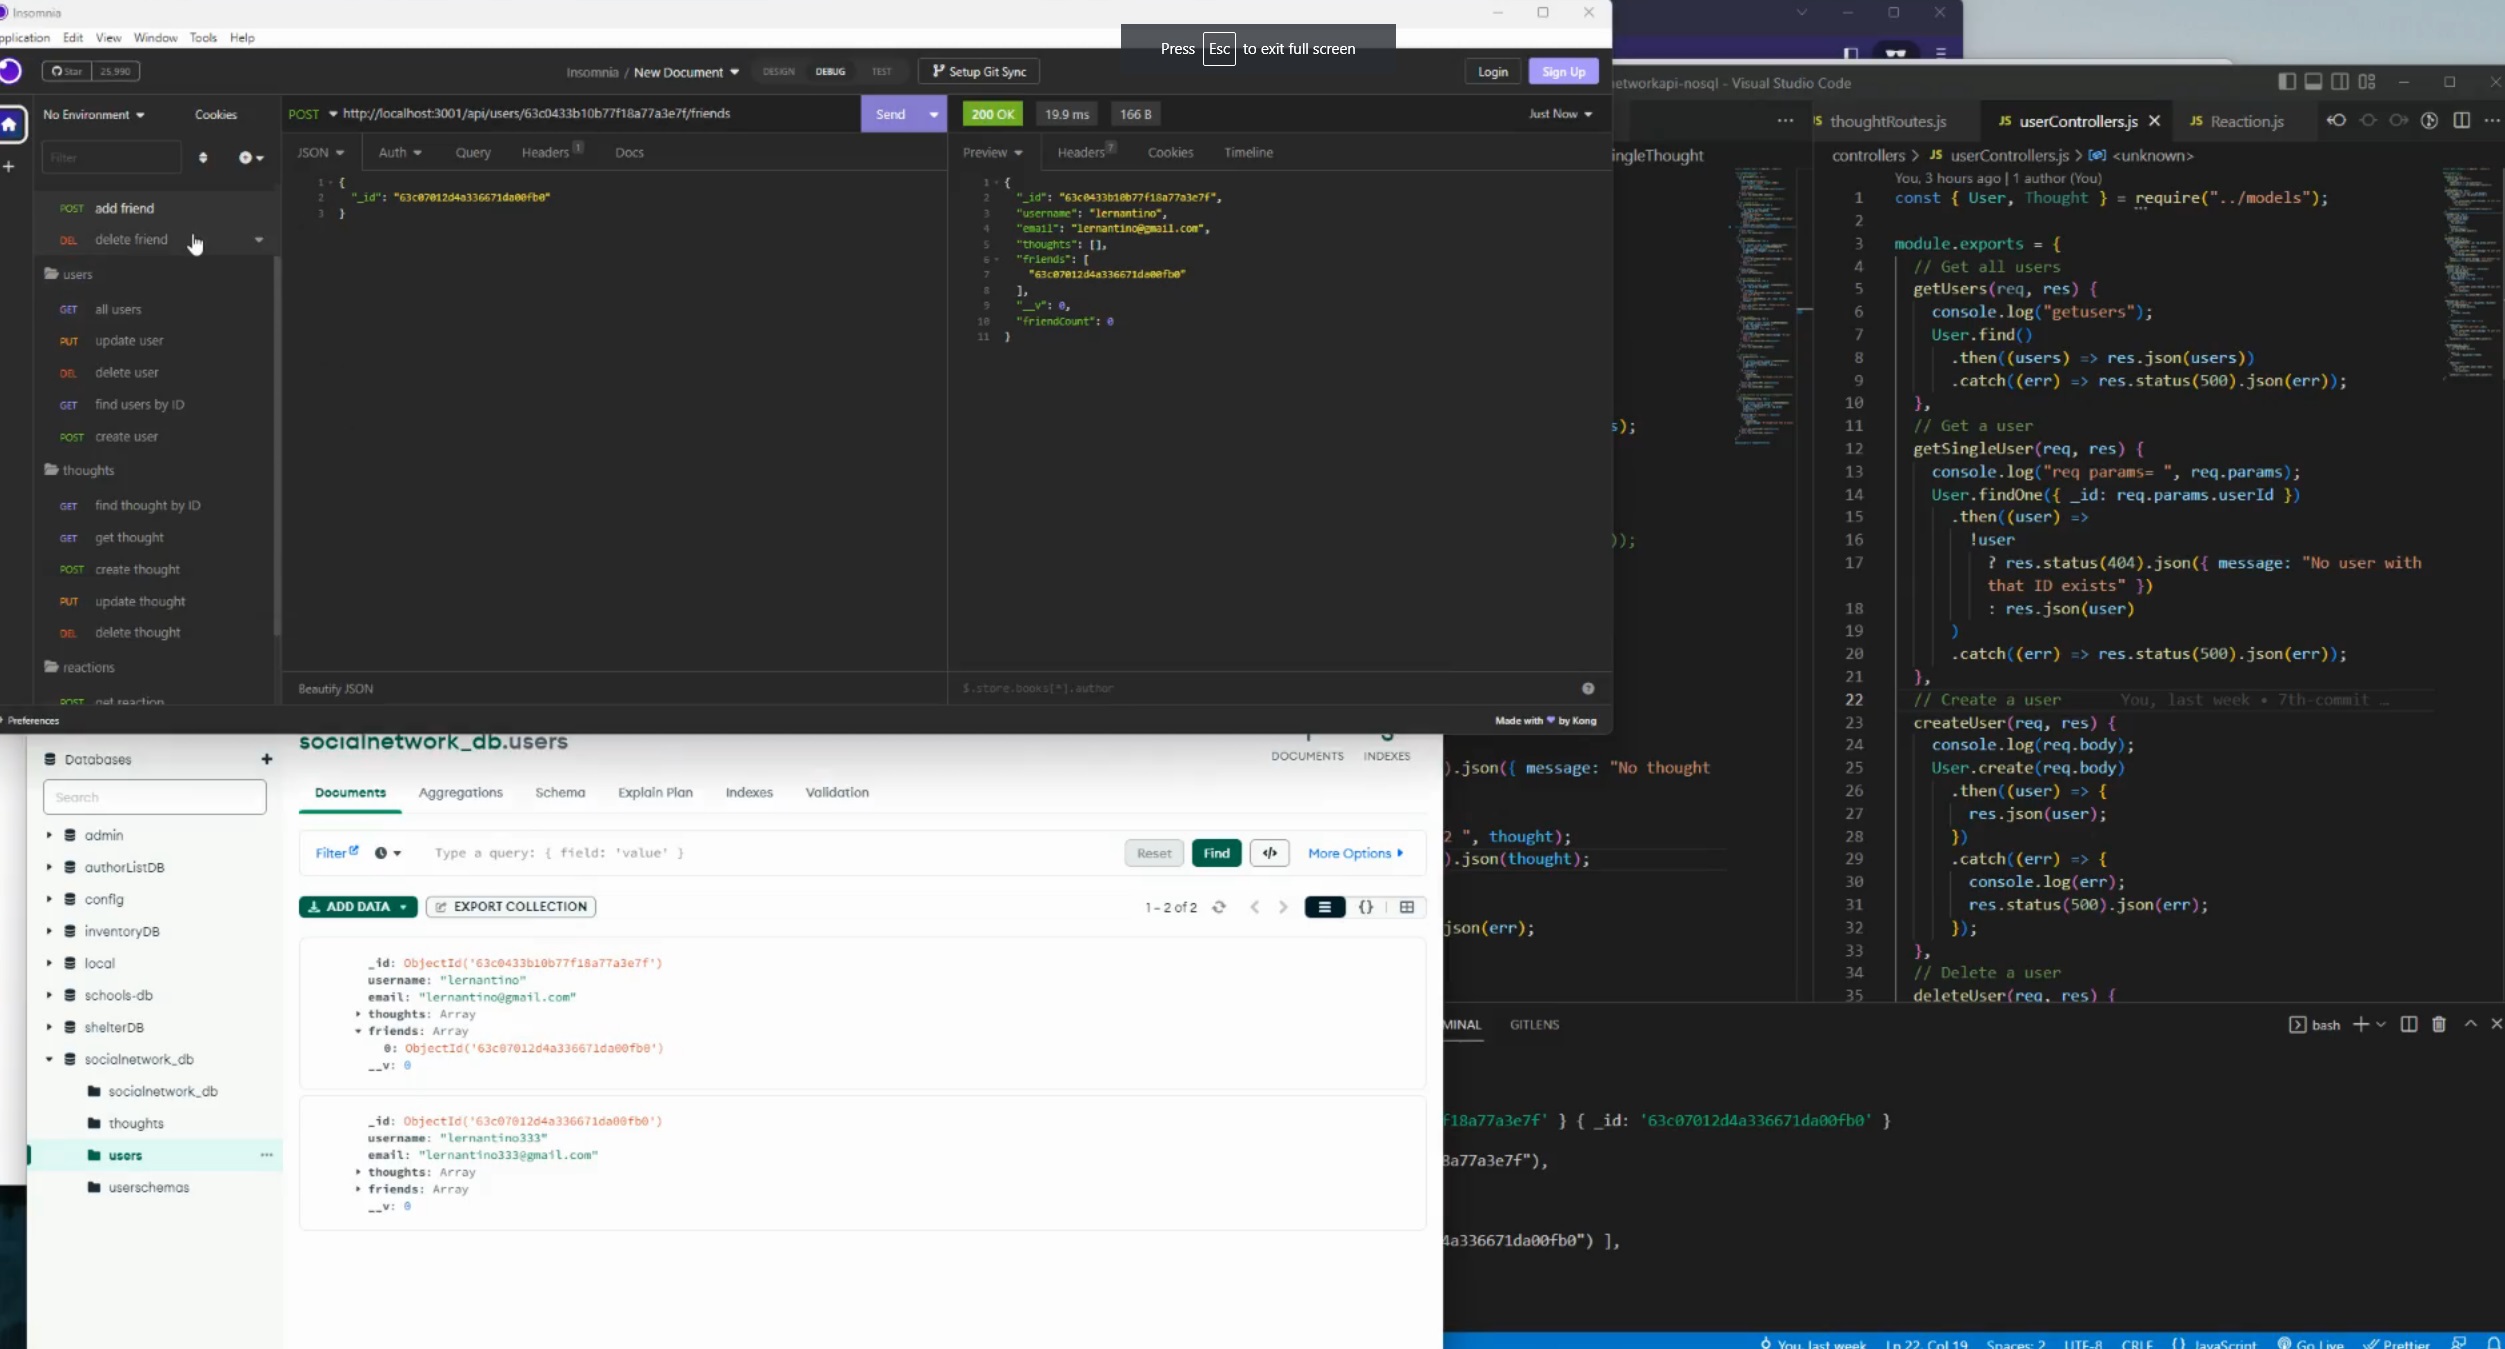 Insomnia
pplication Edit View Window Tools Help
Press Esc to exit full screen
Star 25,990
Insomnia / New Document
DESIGN DEBUG TEST
Setup Git Sync
Login
Sign Up
No Environment
Cookies
POST http://localhost:3001/api/users/63c0433b10b77f18a77a3e7f/friends
Send
200 OK 19.9 ms 166 B
Just Now
Filter
JSON Auth Query Headers 1 Docs
Preview Headers 7 Cookies Timeline
POST add friend
DEL delete friend
users
GET all users
PUT update user
DEL delete user
GET find users by ID
POST create user
thoughts
GET find thought by ID
GET get thought
POST create thought
PUT update thought
DEL delete thought
reactions
POST get reaction
1 {
2 "_id": "63c07012d4a336671da00fb0"
3 }
1 {
2 "_id": "63c0433b10b77f18a77a3e7f",
3 "username": "lernantino",
4 "email": "lernantino@gmail.com",
5 "thoughts": [],
6 "friends": [
7 "63c07012d4a336671da00fb0"
8 ],
9 "__v": 0,
10 "friendCount": 0
11 }
Beautify JSON
$.store.books[*].author
Preferences
Made with by Kong
etworkapi-nosql - Visual Studio Code
thoughtRoutes.js
JS userControllers.js
JS Reaction.js
ingleThought
controllers > JS userControllers.js > <unknown>
You, 3 hours ago | 1 author (You)
1 const { User, Thought } = require("../models");
2
3 module.exports = {
4 // Get all users
5 getUsers(req, res) {
6 console.log("getusers");
7 User.find()
8 .then((users) => res.json(users))
9 .catch((err) => res.status(500).json(err));
10 },
11 // Get a user
12 getSingleUser(req, res) {
13 console.log("req params= ", req.params);
14 User.findOne({ _id: req.params.userId })
15 .then((user) =>
16 !user
17 ? res.status(404).json({ message: "No user with
that ID exists" })
18 : res.json(user)
19 )
20 .catch((err) => res.status(500).json(err));
21 },
22 // Create a user You, last week • 7th-commit …
23 createUser(req, res) {
24 console.log(req.body);
25 User.create(req.body)
26 .then((user) => {
27 res.json(user);
28 })
29 .catch((err) => {
30 console.log(err);
31 res.status(500).json(err);
32 });
33 },
34 // Delete a user
35 deleteUser(req, res) {
s);
));
).json({ message: "No thought
2 ", thought);
).json(thought);
json(err);
MINAL GITLENS
bash
f18a77a3e7f' } { _id: '63c07012d4a336671da00fb0' }
8a77a3e7f"),
4a336671da00fb0") ],
You, last week Ln 22, Col 19 Spaces: 2 UTF-8 CRLF {} JavaScript Go Live Prettier
Databases
Search
admin
authorListDB
config
inventoryDB
local
schools-db
shelterDB
socialnetwork_db
socialnetwork_db
thoughts
users
userschemas
socialnetwork_db.users
DOCUMENTS INDEXES
Documents Aggregations Schema Explain Plan Indexes Validation
Filter
Type a query: { field: 'value' }
Reset Find </> More Options
ADD DATA
EXPORT COLLECTION
1 - 2 of 2
{}
_id: ObjectId('63c0433b10b77f18a77a3e7f')
username: "lernantino"
email: "lernantino@gmail.com"
thoughts: Array
friends: Array
0: ObjectId('63c07012d4a336671da00fb0')
__v: 0
_id: ObjectId('63c07012d4a336671da00fb0')
username: "lernantino333"
email: "lernantino333@gmail.com"
thoughts: Array
friends: Array
__v: 0